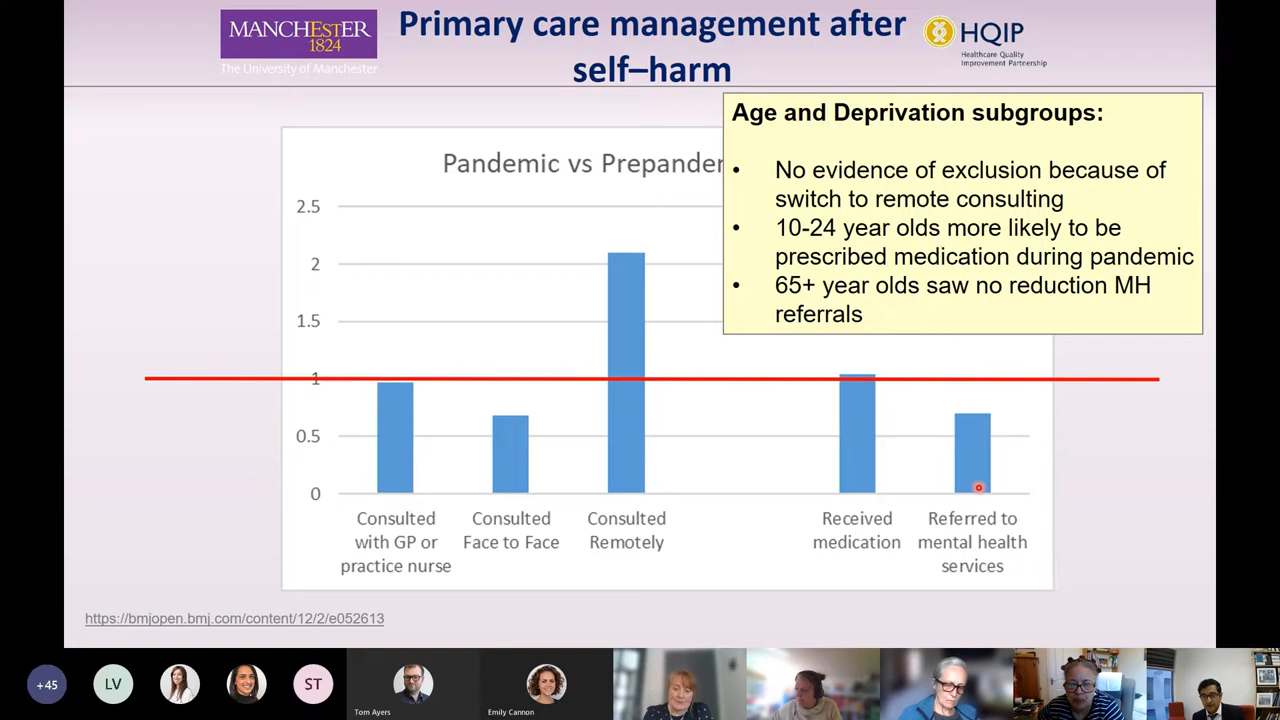 MANCHESTER
1824
The University of Manchester
Primary care management after
self–harm
HQIP
Healthcare Quality
Improvement Partnership
Age and Deprivation subgroups:
• No evidence of exclusion because of
switch to remote consulting
• 10-24 year olds more likely to be
prescribed medication during pandemic
• 65+ year olds saw no reduction MH
referrals
Pandemic vs Prepandem
2.5
2
1.5
1
0.5
0
Consulted
with GP or
practice nurse
Consulted
Face to Face
Consulted
Remotely
Received
medication
Referred to
mental health
services
https://bmjopen.bmj.com/content/12/2/e052613
+45
LV
ST
Tom Ayers
Emily Cannon